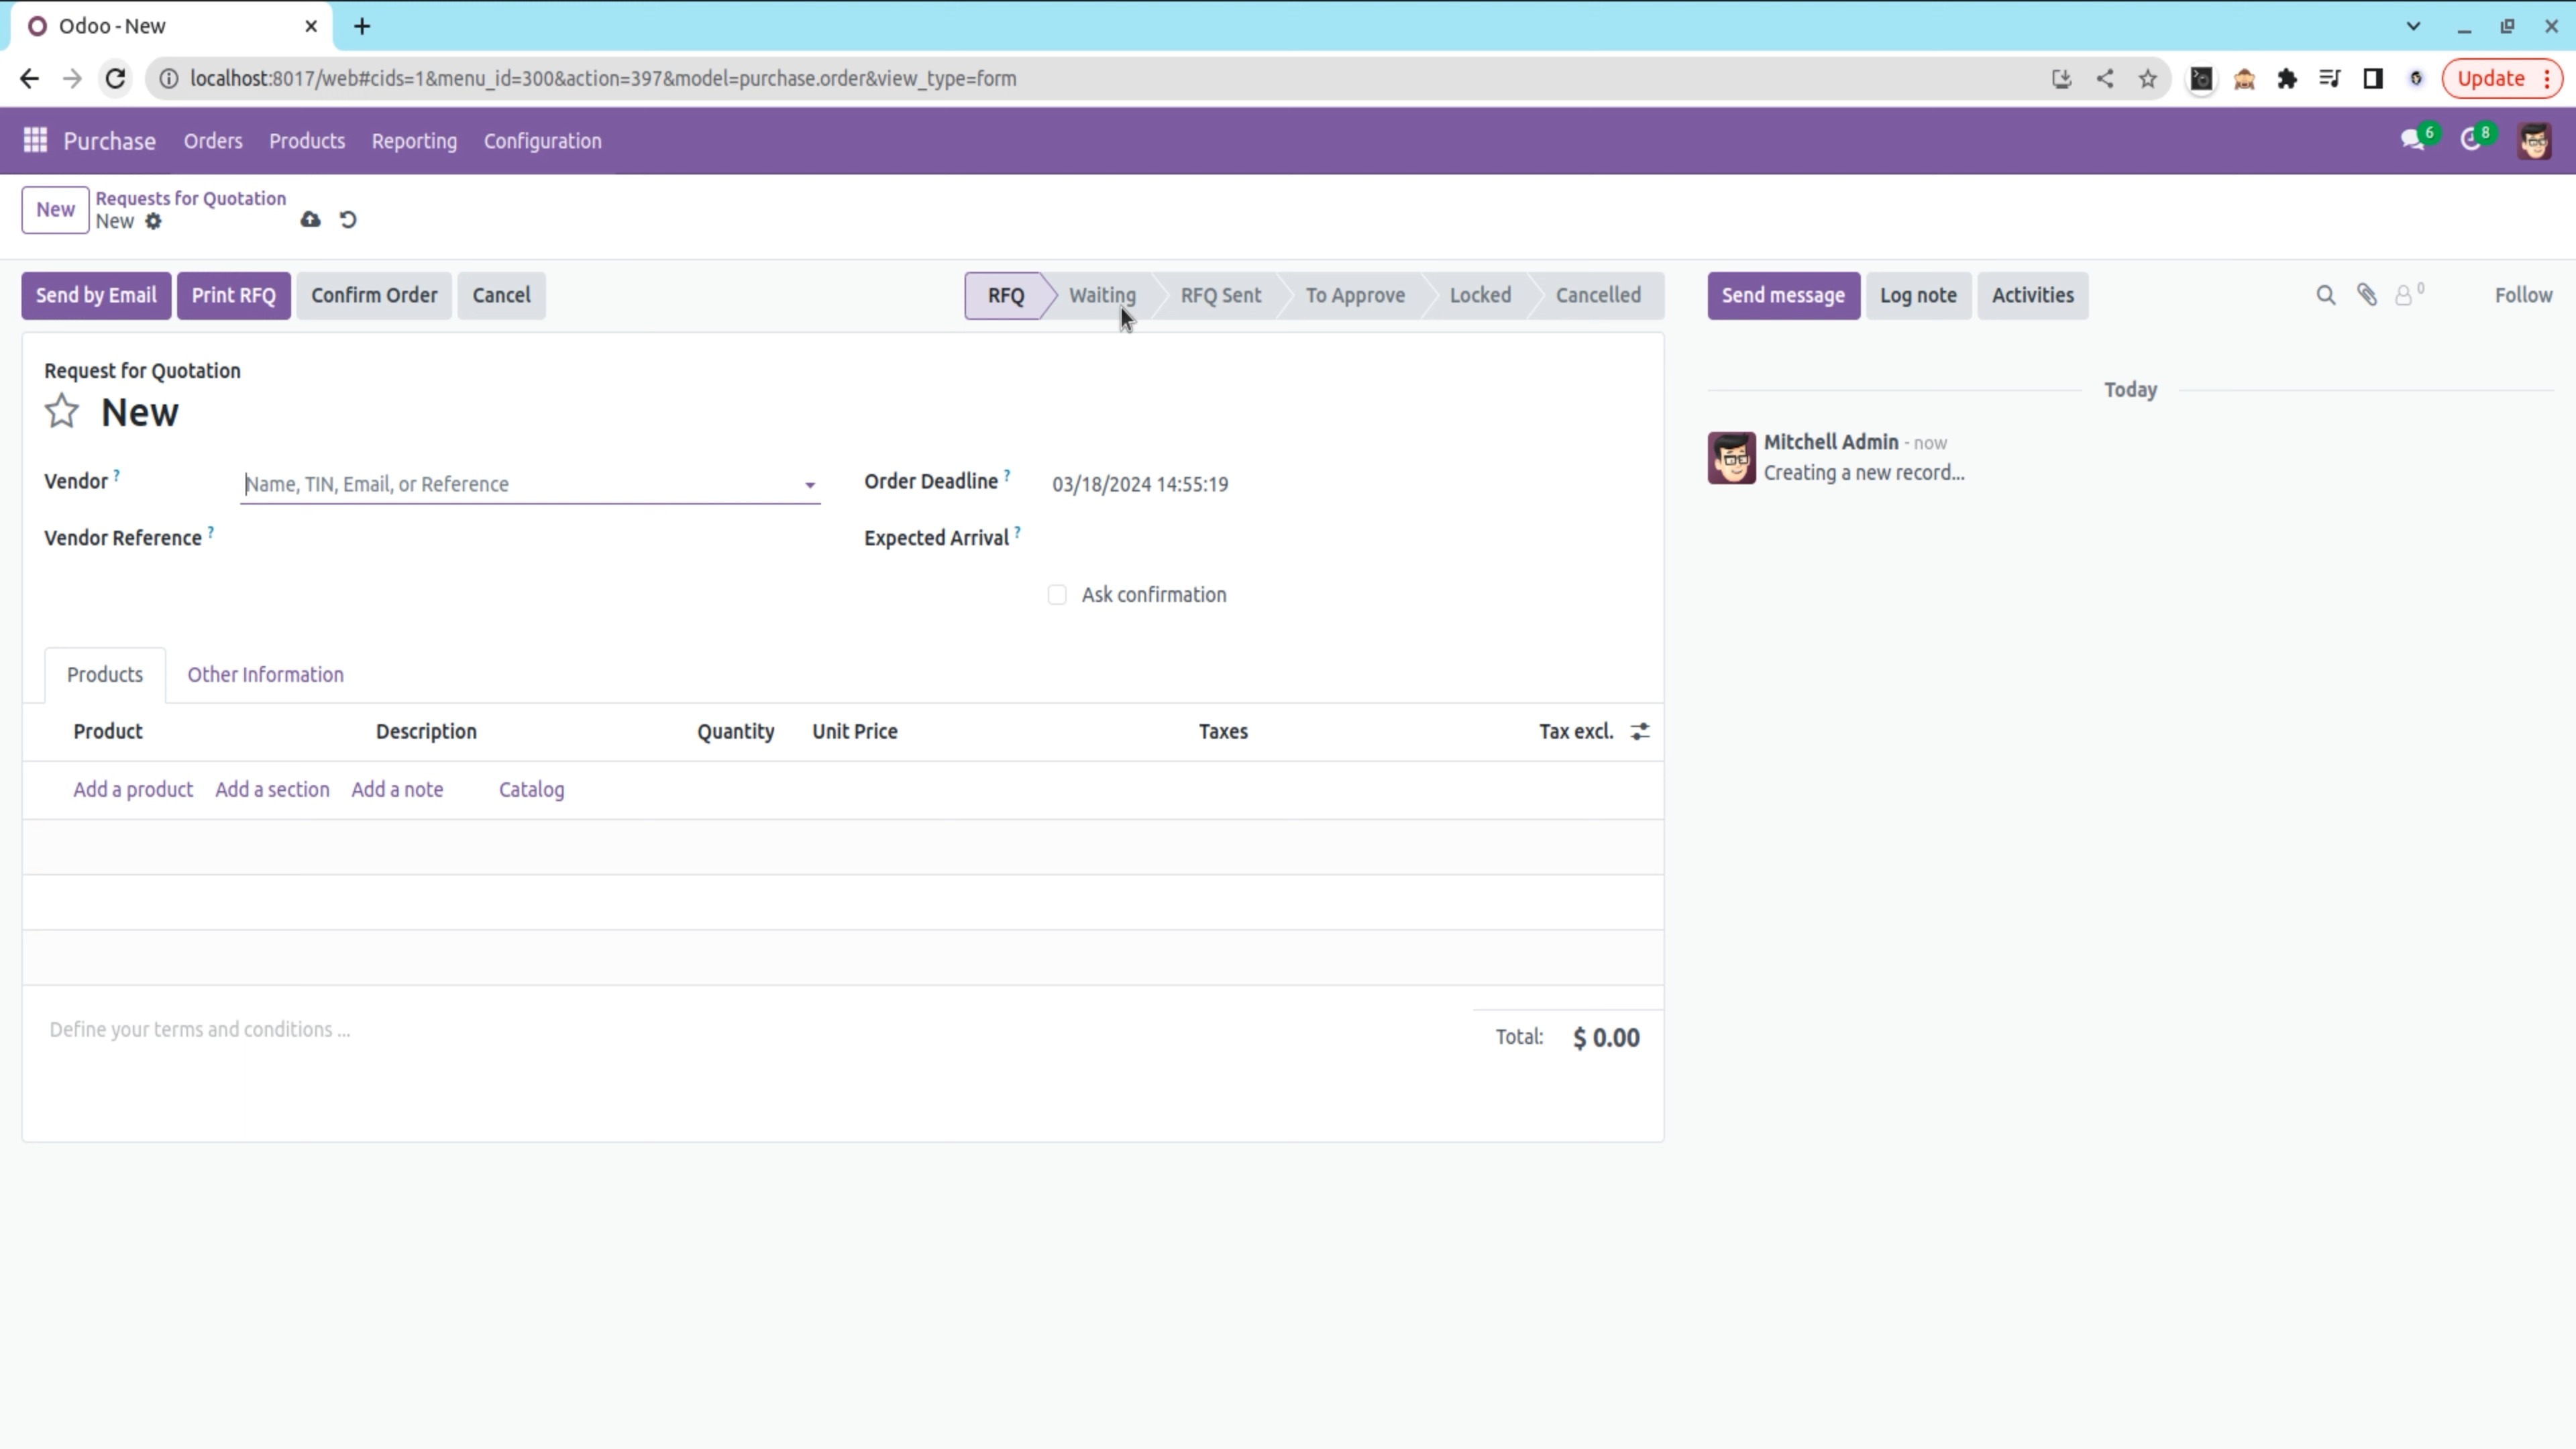 Odoo - New
localhost:8017/web#cids=1&menu_id=300&action=397&model=purchase.order&view_type=form
Update
Purchase Orders Products Reporting Configuration 6 8
New Requests for Quotation
New
Send by Email Print RFQ Confirm Order Cancel RFQ Waiting RFQ Sent To Approve Locked Cancelled Send message Log note Activities 0 Follow
Request for Quotation
New
Today
Mitchell Admin - now
Creating a new record...
Vendor ? Name, TIN, Email, or Reference Order Deadline ? 03/18/2024 14:55:19
Vendor Reference ? Expected Arrival ?
Ask confirmation
Products Other Information
Product Description Quantity Unit Price Taxes Tax excl.
Add a product Add a section Add a note Catalog
Define your terms and conditions ...
Total: $ 0.00